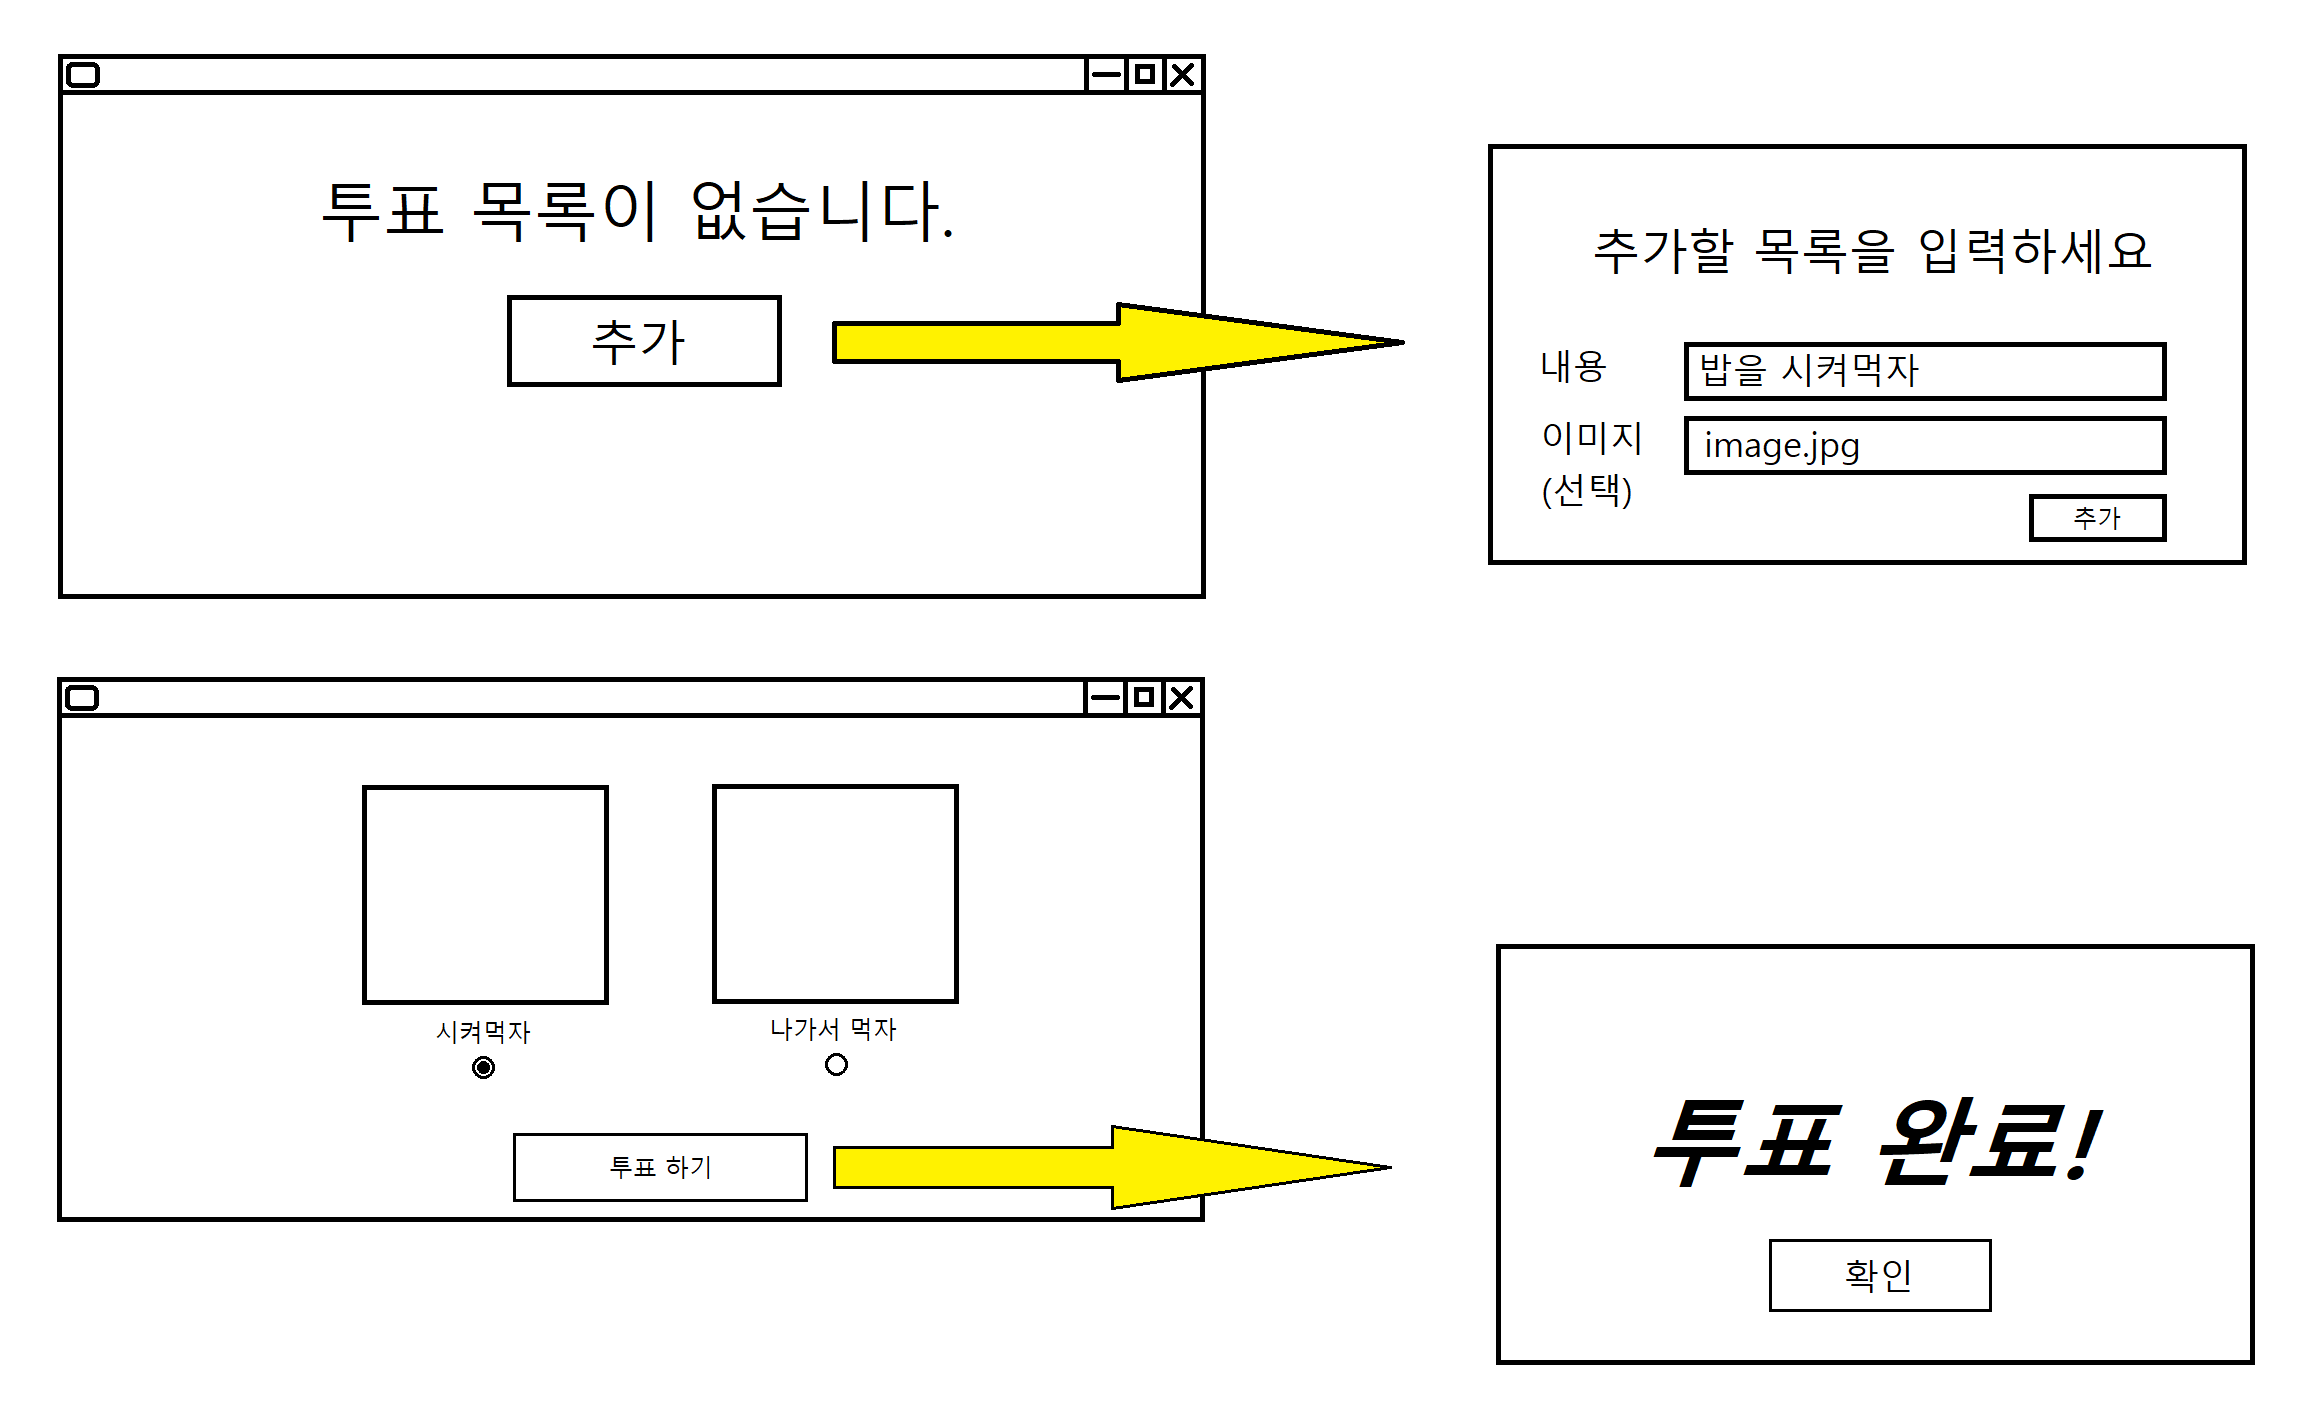 투표 목록이 없습니다.
추가
추가할 목록을 입력하세요
내용
밥을 시켜먹자
이미지
(선택)
image.jpg
추가
시켜먹자
나가서 먹자
투표 하기
투표 완료!
확인